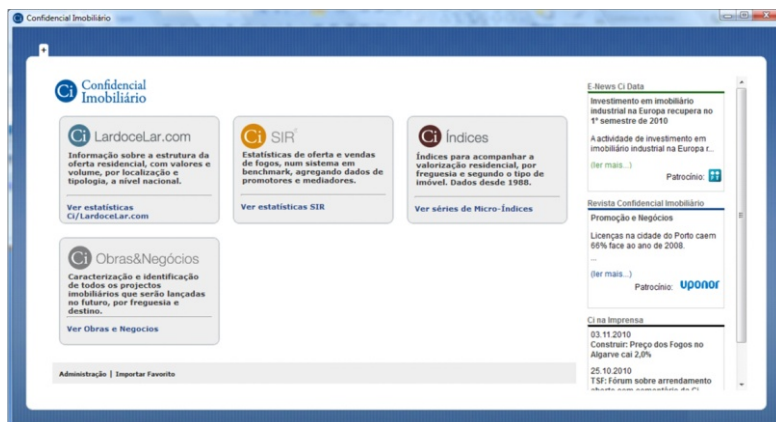 Confidencial Imobiliário
+
Ci Confidencial
Imobiliário
Ci LardoceLar.com
Informação sobre a estrutura da
oferta residencial, com valores e
volume, por localização e
tipologia, a nível nacional.
Ver estatísticas
Ci/LardoceLar.com
Ci SIR
Estatísticas de oferta e vendas
de fogos, num sistema em
benchmark, agregando dados de
promotores e mediadores.
Ver estatísticas SIR
Ci Índices
Índices para acompanhar a
valorização residencial, por
freguesia e segundo o tipo de
imóvel. Dados desde 1988.
Ver séries de Micro-Índices
Ci Obras&Negócios
Caracterização e identificação
de todos os projectos
imobiliários que serão lançadas
no futuro, por freguesia e
destino.
Ver Obras e Negocios
Administração | Importar Favorito
E-News Ci Data
Investimento em imobiliário
industrial na Europa recupera no
1º semestre de 2010
A actividade de investimento em
imobiliário industrial na Europa r...
(ler mais...)
Patrocínio:
Revista Confidencial Imobiliário
Promoção e Negócios
Licenças na cidade do Porto caem
66% face ao ano de 2008.
...
(ler mais...)
Patrocínio: uponor
Ci na Imprensa
03.11.2010
Construir: Preço dos Fogos no
Algarve cai 2,0%
25.10.2010
TSF: Fórum sobre arrendamento